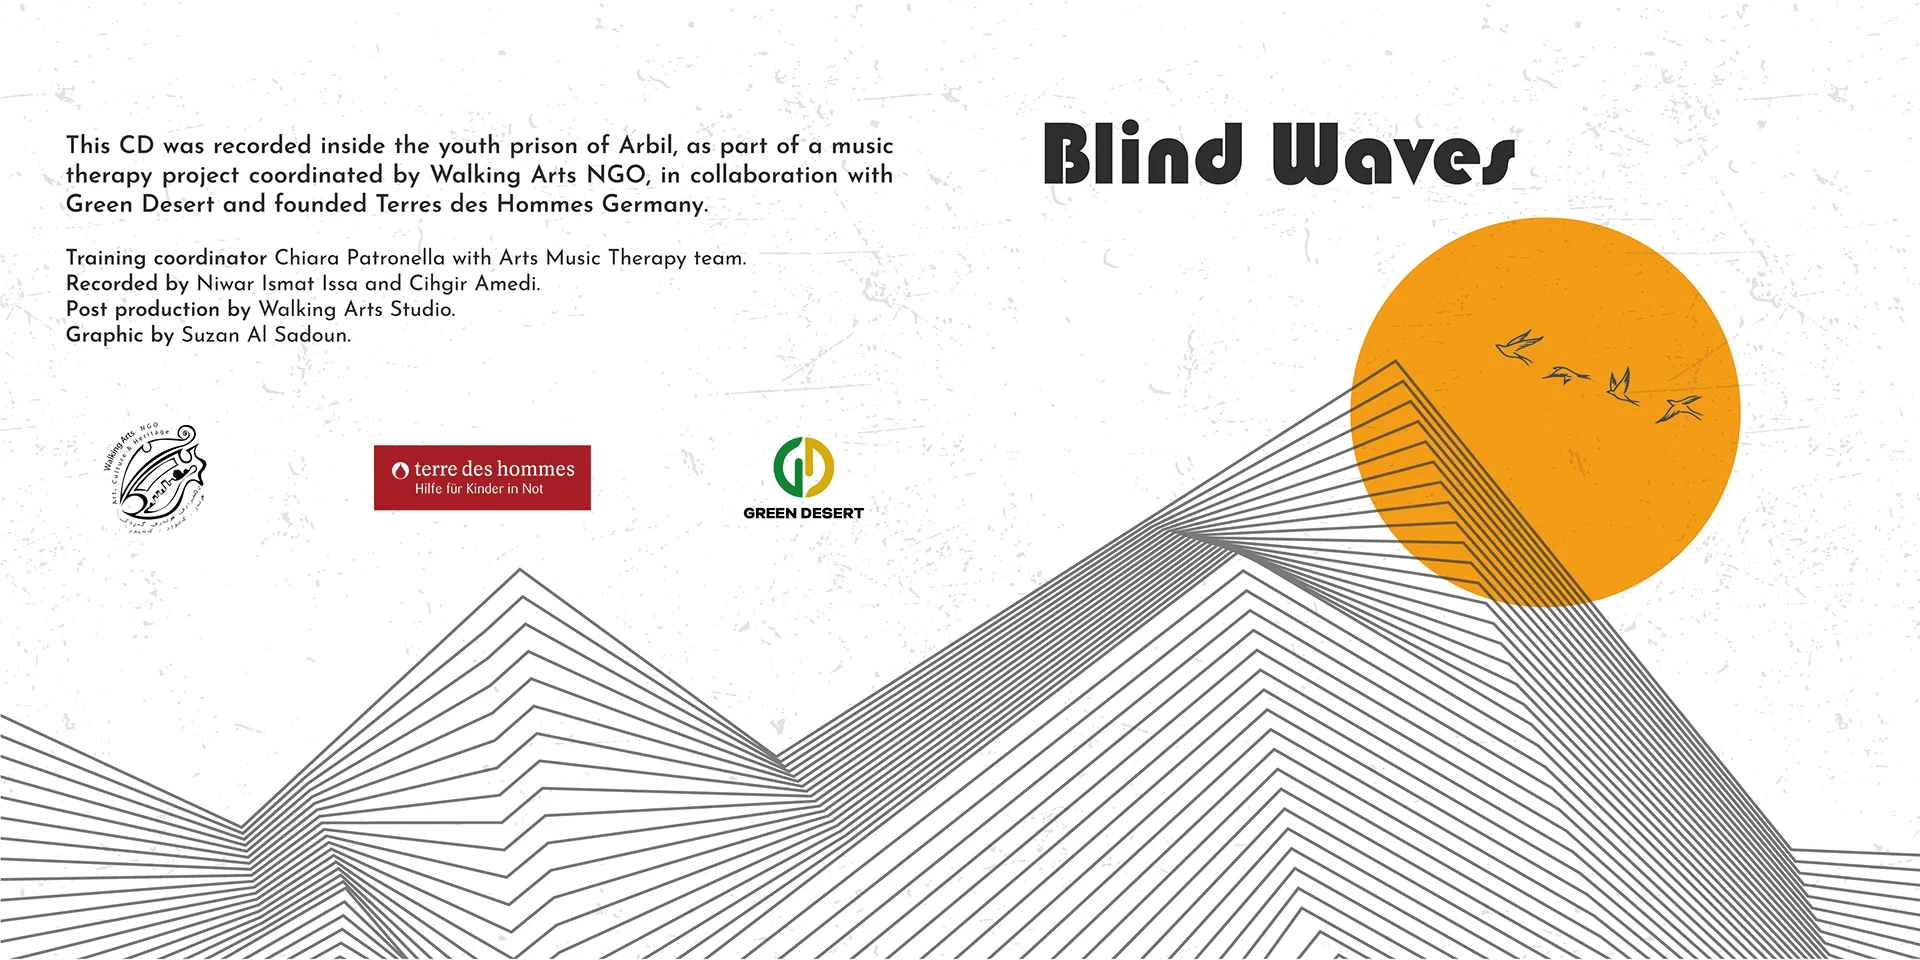 This CD was recorded inside the youth prison of Arbil, as part of a music
therapy project coordinated by Walking Arts NGO, in collaboration with
Green Desert and founded Terres des Hommes Germany.
Training coordinator Chiara Patronella with Arts Music Therapy team.
Recorded by Niwar Ismat Issa and Cihgir Amedi.
Post production by Walking Arts Studio.
Graphic by Suzan Al Sadoun.
Walking Arts NGO
Art, Culture & Heritage
terre des hommes
Hilfe für Kinder in Not
GREEN DESERT
Blind Waves